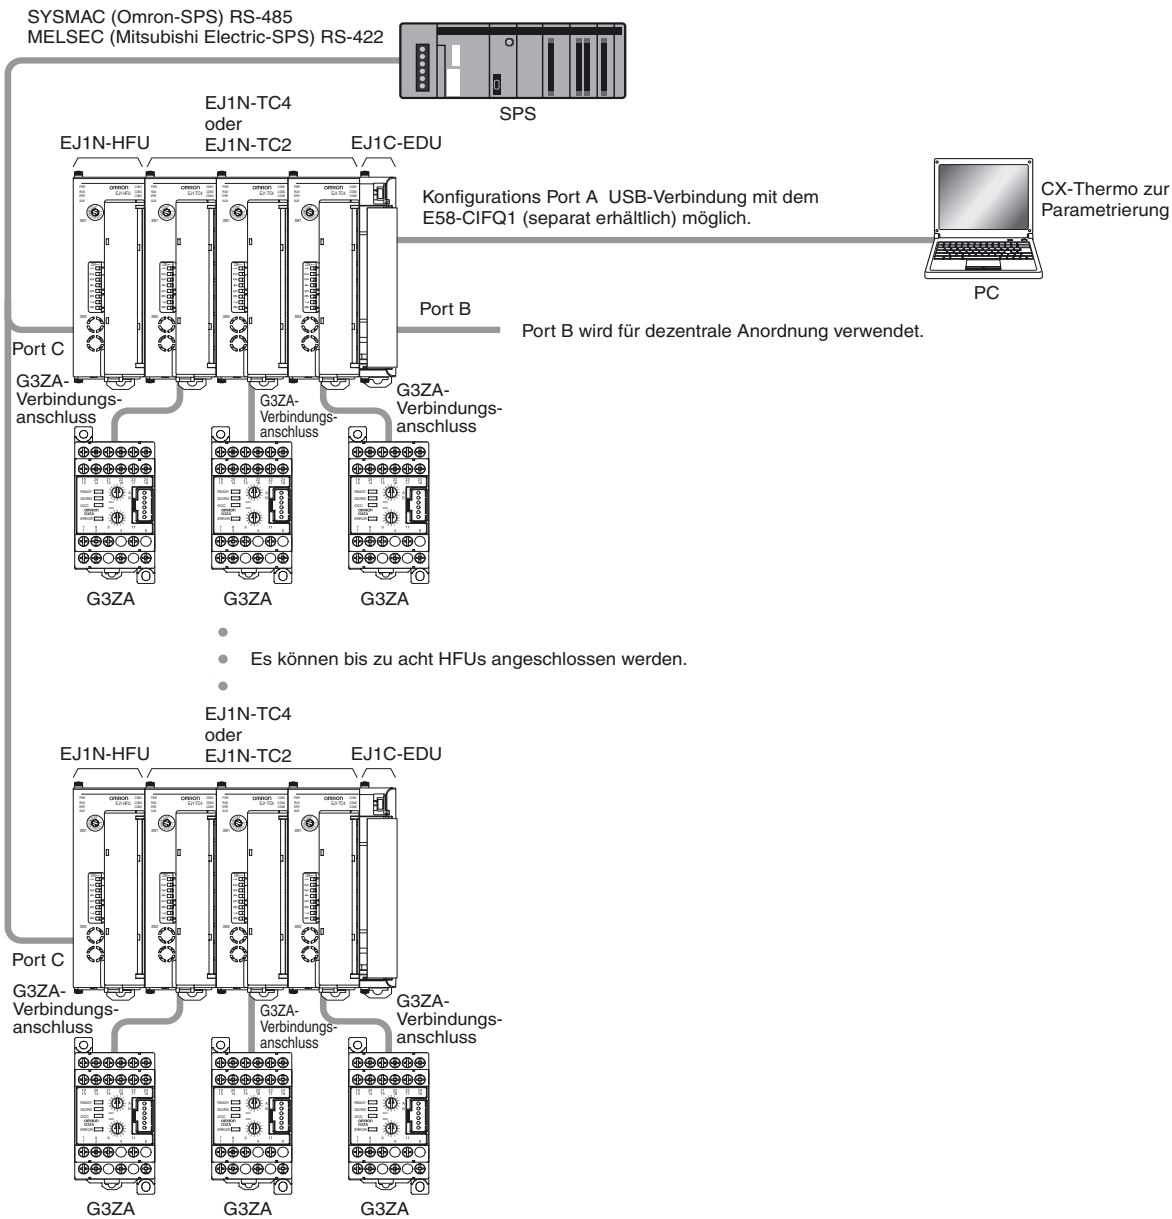 SYSMAC (Omron-SPS) RS-485
MELSEC (Mitsubishi Electric-SPS) RS-422
SPS
EJ1N-TC4
oder
EJ1N-HFU EJ1N-TC2 EJ1C-EDU
Konfigurations Port A USB-Verbindung mit dem
E58-CIFQ1 (separat erhältlich) möglich.
CX-Thermo zur
Parametrierung
PC
Port B
Port B wird für dezentrale Anordnung verwendet.
Port C
G3ZA-
Verbindungs-
anschluss
G3ZA-
Verbindungs-
anschluss
G3ZA-
Verbindungs-
anschluss
G3ZA G3ZA G3ZA
Es können bis zu acht HFUs angeschlossen werden.
EJ1N-TC4
oder
EJ1N-HFU EJ1N-TC2 EJ1C-EDU
Port C
G3ZA-
Verbindungs-
anschluss
G3ZA-
Verbindungs-
anschluss
G3ZA-
Verbindungs-
anschluss
G3ZA G3ZA G3ZA